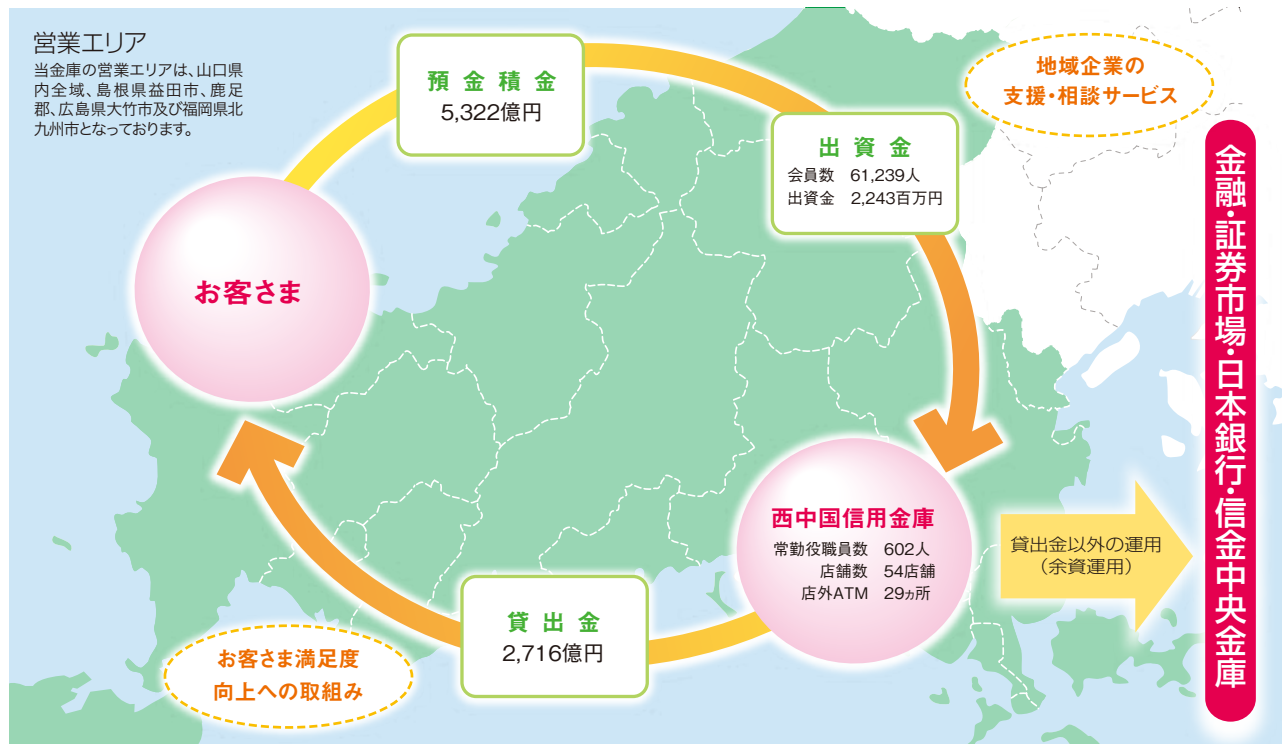 営業エリア
当金庫の営業エリアは、山口県
内全域、島根県益田市、鹿足
郡、広島県大竹市及び福岡県北
九州市となっております。
預金積金
5,322億円
地域企業の
支援・相談サービス
出資金
会員数 61,239人
出資金 2,243百万円
お客さま
金融・証券市場・日本銀行・信金中央金庫
西中国信用金庫
常勤役職員数 602人
店舗数 54店舗
店外ATM 29ヵ所
貸出金以外の運用
（余資運用）
貸出金
2,716億円
お客さま満足度
向上への取組み